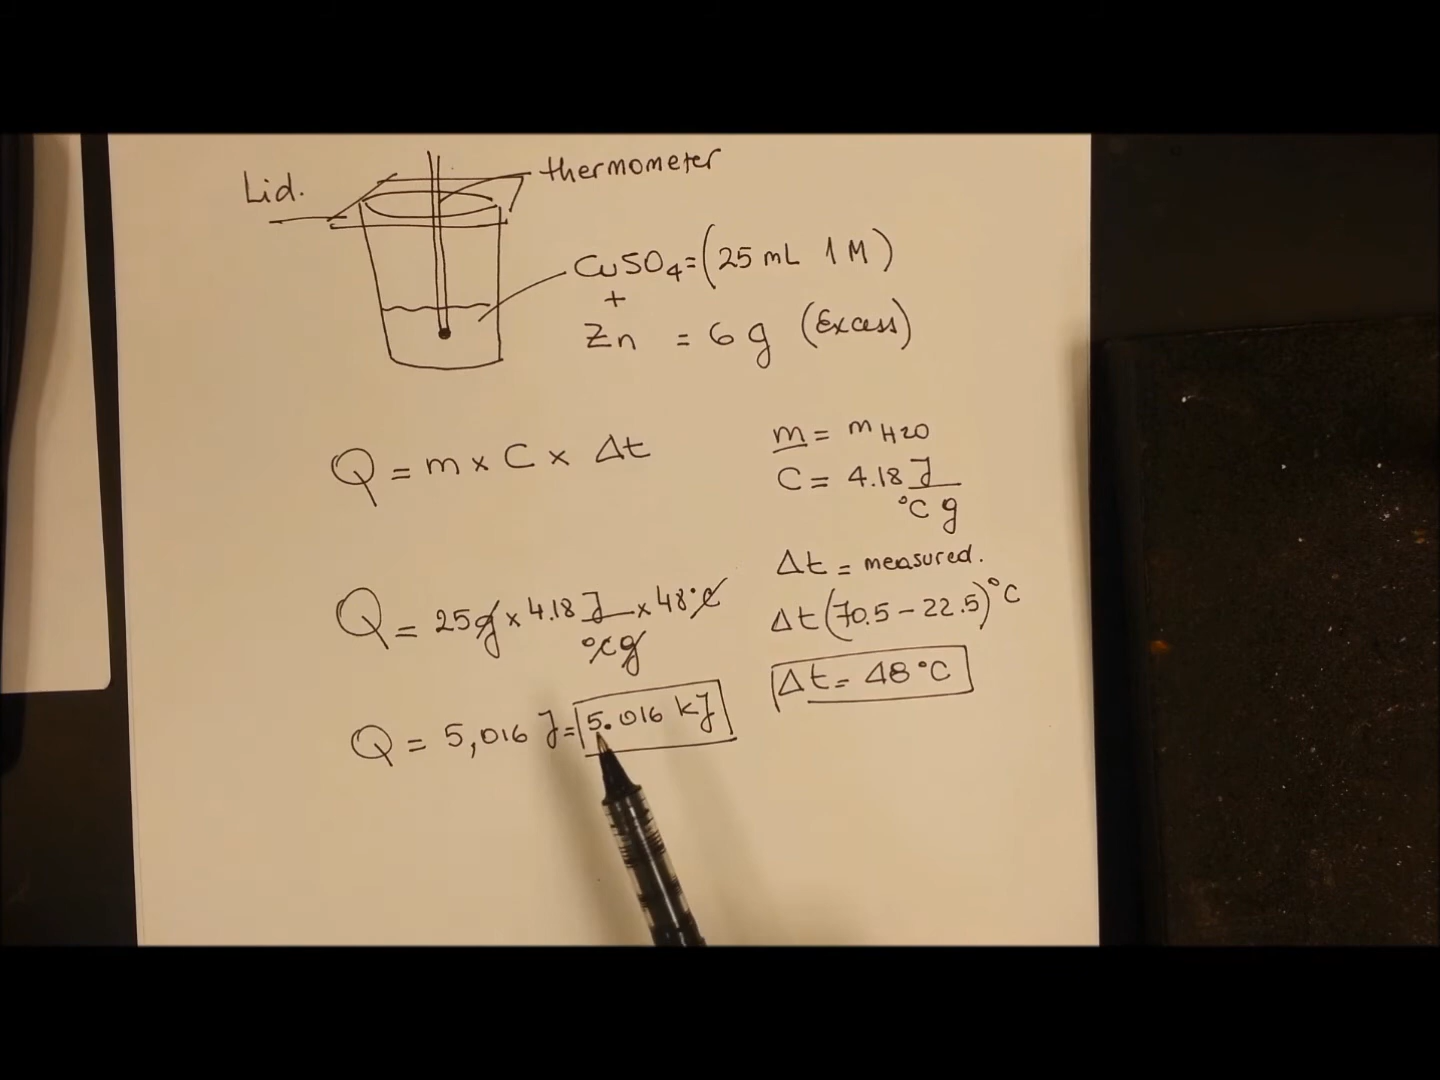 Lid.
thermometer
CuSO4=(25 mL 1 M)
+
Zn = 6 g (Excess)
Q = m x C x Δt
m = mH2O
C = 4.18 J
°C g
Δt = measured.
Δt(70.5 - 22.5)°C
Δt = 48°C
Q = 25g x 4.18 J x 48°C
°C g
Q = 5,016 J = 5.016 kJ